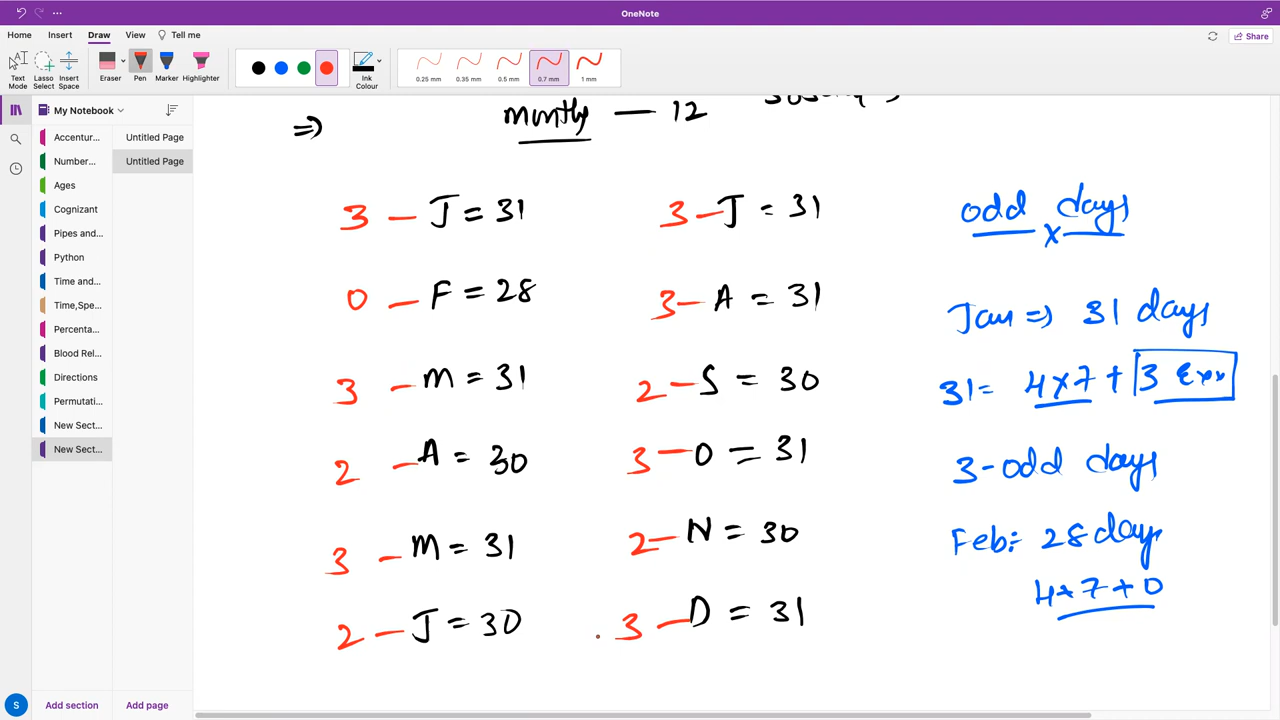 OneNote
Home Insert Draw View Tell me
Share
Text Mode
Lasso Select
Insert Space
Eraser
Pen
Marker
Highlighter
Ink Colour
0.25 mm
0.35 mm
0.5 mm
0.7 mm
1 mm
My Notebook
Accentur...
Number...
Ages
Cognizant
Pipes and...
Python
Time and...
Time,Spe...
Percenta...
Blood Rel...
Directions
Permutati...
New Sect...
New Sect...
Untitled Page
Untitled Page
S
Add section
Add page
⇒ monthly — 12
3 — J = 31
0 — F = 28
3 — M = 31
2 — A = 30
3 — M = 31
2 — J = 30
3 — J = 31
3 — A = 31
2 — S = 30
3 — O = 31
2 — N = 30
3 — D = 31
odd days
x
Jan ⇒ 31 days
31 = 4x7 + 3
3-odd days
Feb: 28 days
4x7+0